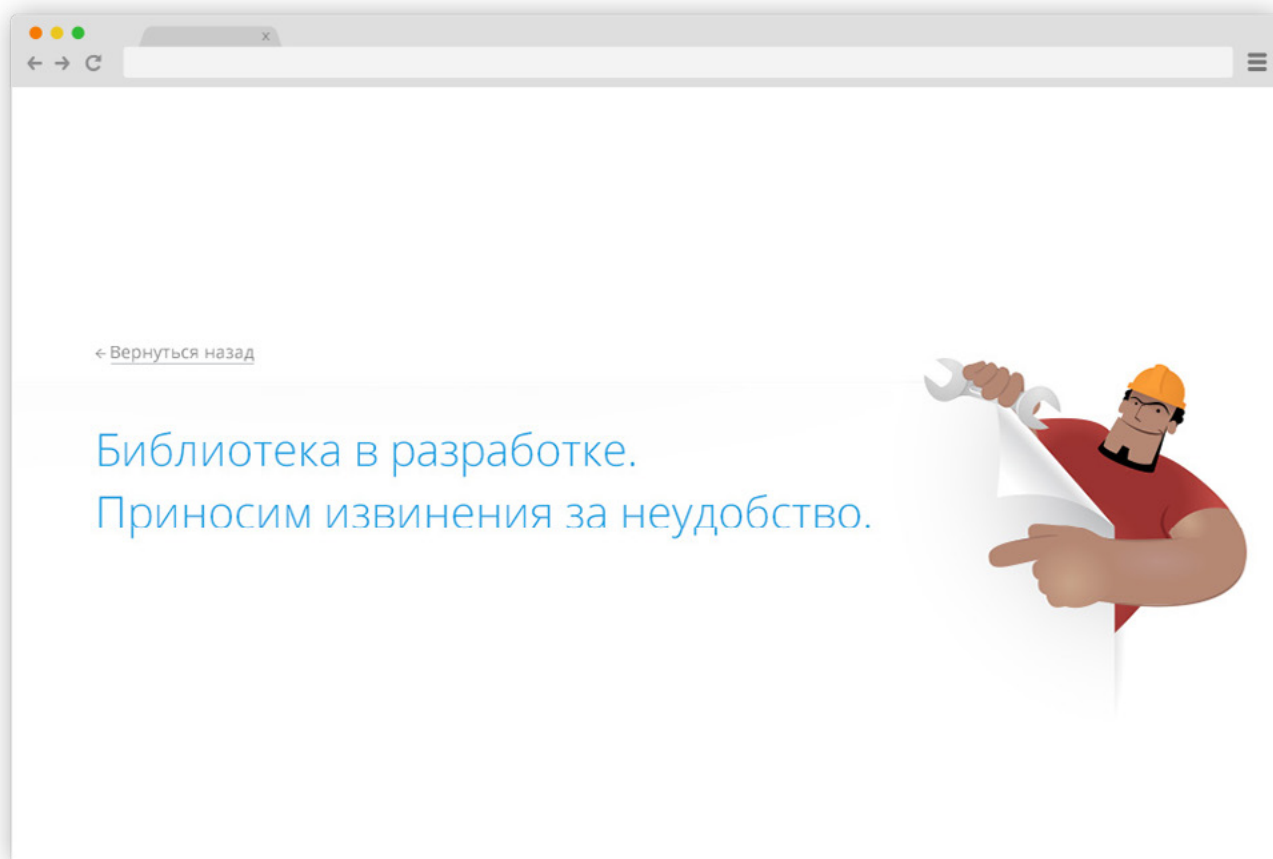 x
← Вернуться назад
Библиотека в разработке.
Приносим извинения за неудобство.